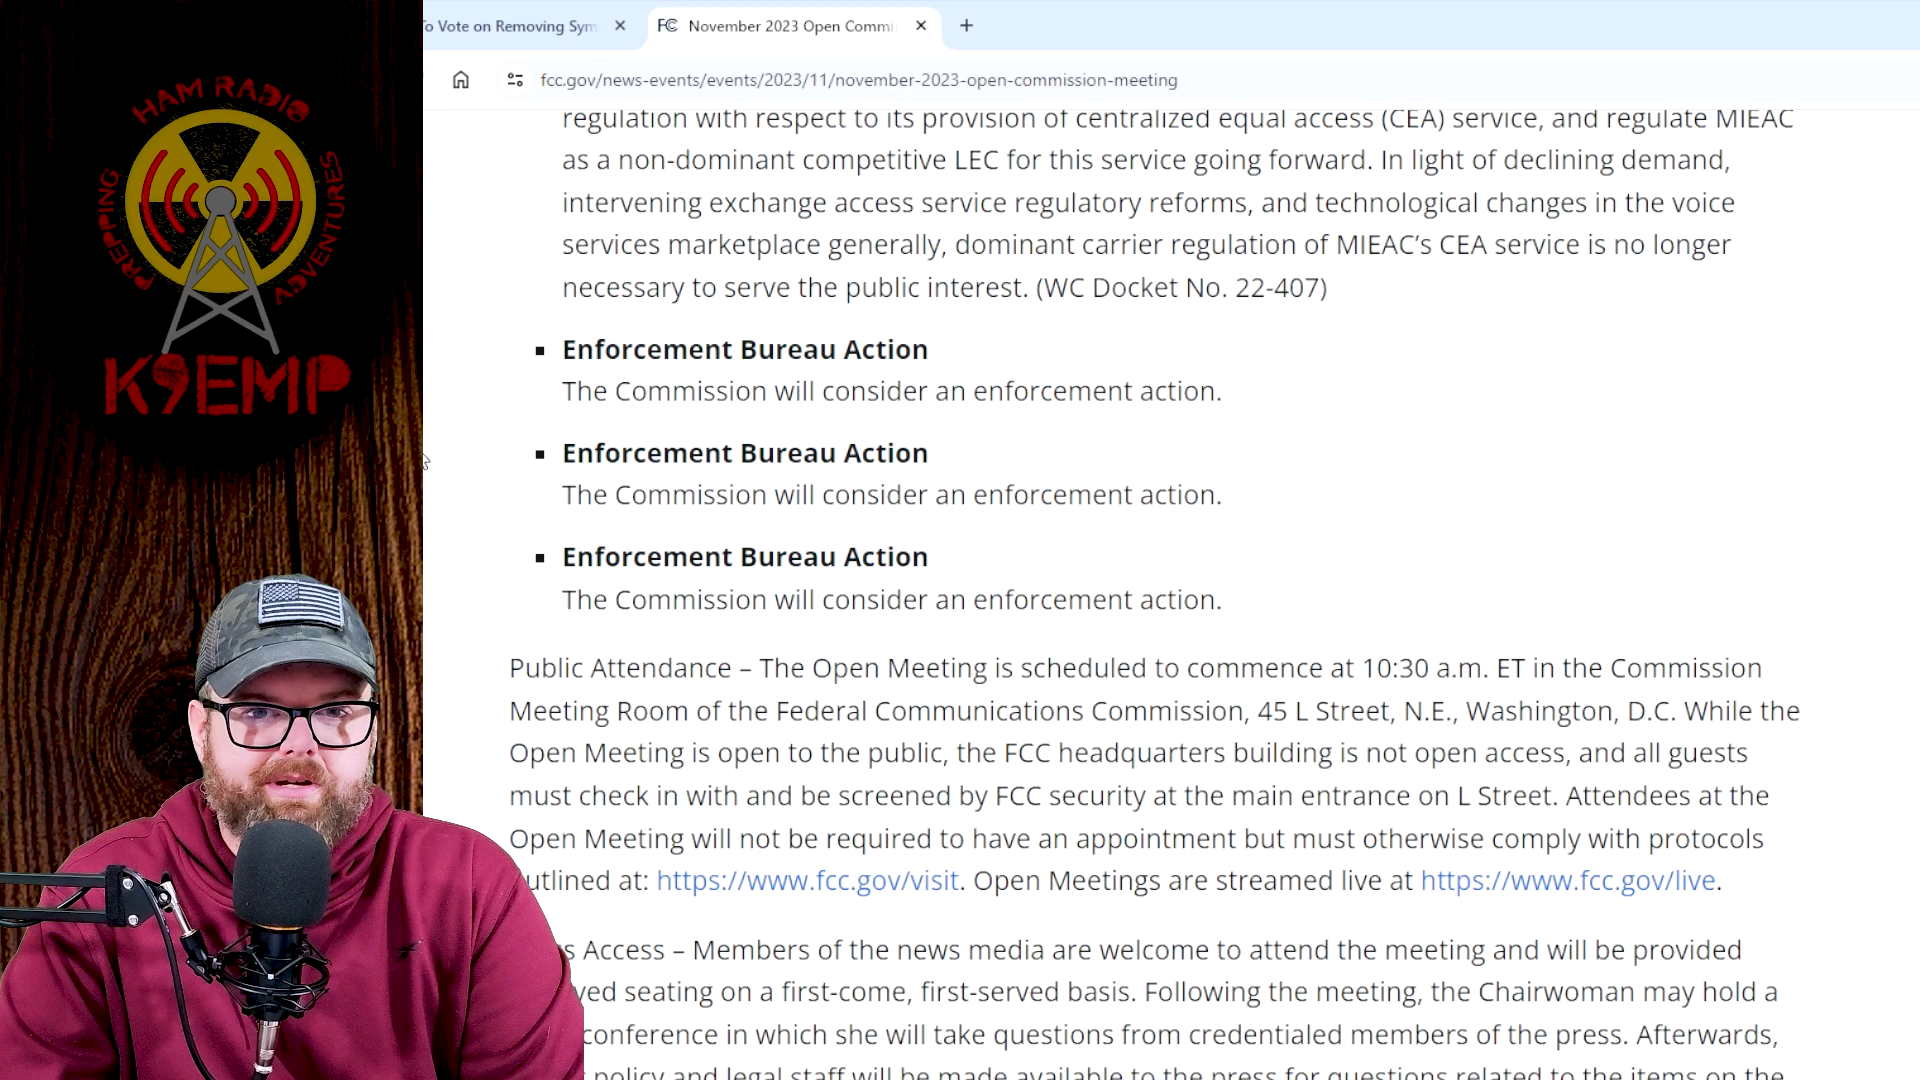 HAM RADIO
PREPPING
ADVENTURES
K9EMP
To Vote on Removing Sym
FCC November 2023 Open Commi
fcc.gov/news-events/events/2023/11/november-2023-open-commission-meeting
regulation with respect to its provision of centralized equal access (CEA) service, and regulate MIEAC
as a non-dominant competitive LEC for this service going forward. In light of declining demand,
intervening exchange access service regulatory reforms, and technological changes in the voice
services marketplace generally, dominant carrier regulation of MIEAC’s CEA service is no longer
necessary to serve the public interest. (WC Docket No. 22-407)
Enforcement Bureau Action
The Commission will consider an enforcement action.
Enforcement Bureau Action
The Commission will consider an enforcement action.
Enforcement Bureau Action
The Commission will consider an enforcement action.
Public Attendance – The Open Meeting is scheduled to commence at 10:30 a.m. ET in the Commission
Meeting Room of the Federal Communications Commission, 45 L Street, N.E., Washington, D.C. While the
Open Meeting is open to the public, the FCC headquarters building is not open access, and all guests
must check in with and be screened by FCC security at the main entrance on L Street. Attendees at the
Open Meeting will not be required to have an appointment but must otherwise comply with protocols
utlined at: https://www.fcc.gov/visit. Open Meetings are streamed live at https://www.fcc.gov/live.
s Access – Members of the news media are welcome to attend the meeting and will be provided
ved seating on a first-come, first-served basis. Following the meeting, the Chairwoman may hold a
conference in which she will take questions from credentialed members of the press. Afterwards,
policy and legal staff will be made available to the press for questions related to the items on the